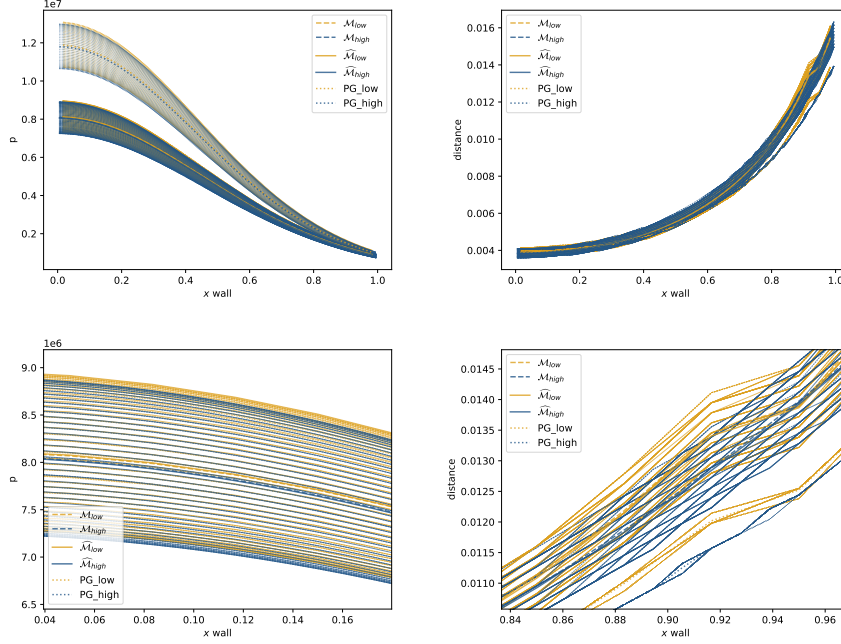 1e7
1.2
1.0
0.8
0.6
0.4
0.2
p
0.0 0.2 0.4 0.6 0.8 1.0
x wall
M_low
M_high
M̂_low
M̂_high
PG_low
PG_high
0.016
0.014
0.012
0.010
0.008
0.006
0.004
distance
0.0 0.2 0.4 0.6 0.8 1.0
x wall
M_low
M_high
M̂_low
M̂_high
PG_low
PG_high
1e6
9.0
8.5
8.0
7.5
7.0
6.5
p
0.04 0.06 0.08 0.10 0.12 0.14 0.16
x wall
M_low
M_high
M̂_low
M̂_high
PG_low
PG_high
0.0145
0.0140
0.0135
0.0130
0.0125
0.0120
0.0115
0.0110
distance
0.84 0.86 0.88 0.90 0.92 0.94 0.96
x wall
M_low
M_high
M̂_low
M̂_high
PG_low
PG_high